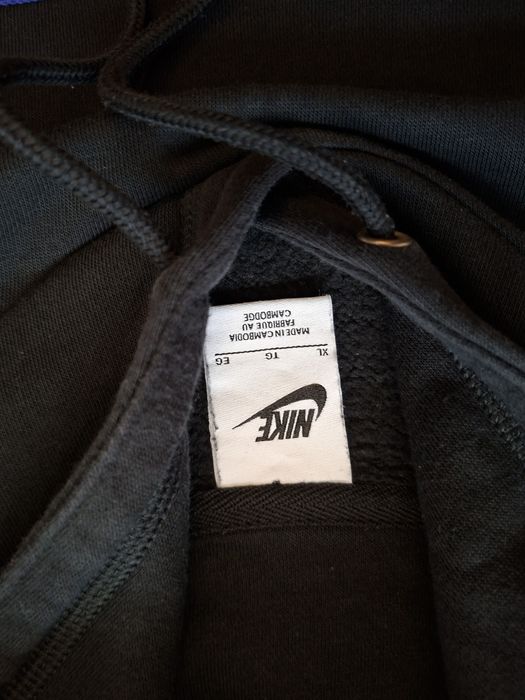 NIKE
XL TG EG
MADE IN CAMBODIA
FABRIQUE AU
CAMBODGE